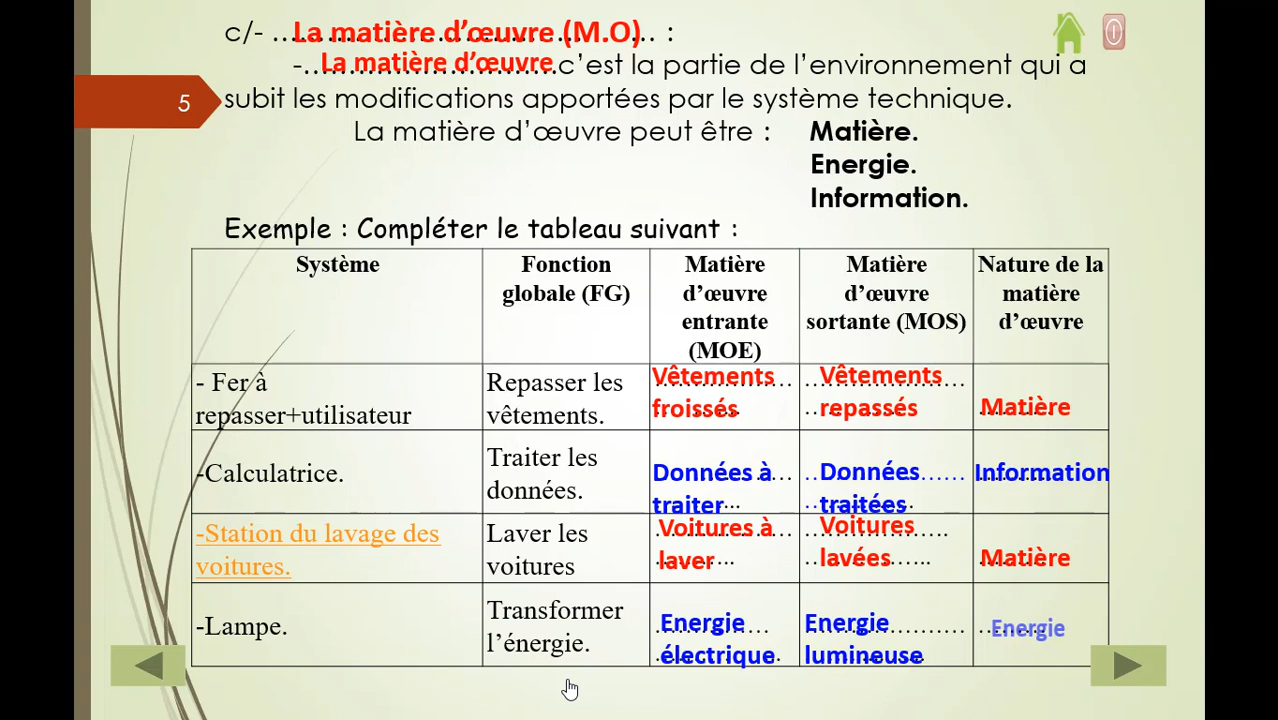 c/- ……La matière d’œuvre (M.O)… :
-…La matière d’œuvre.c’est la partie de l’environnement qui a
5
subit les modifications apportées par le système technique.
La matière d’œuvre peut être : Matière.
Energie.
Information.
Exemple : Compléter le tableau suivant :
Système
Fonction
globale (FG)
Matière
d’œuvre
entrante
(MOE)
Matière
d’œuvre
sortante (MOS)
Nature de la
matière
d’œuvre
- Fer à
repasser+utilisateur
Repasser les
vêtements.
Vêtements
froissés
Vêtements
repassés
Matière
-Calculatrice.
Traiter les
données.
Données à
traiter
Données
traitées
Information
-Station du lavage des
voitures.
Laver les
voitures
Voitures à
laver
Voitures
lavées
Matière
-Lampe.
Transformer
l’énergie.
Energie
électrique
Energie
lumineuse
Energie